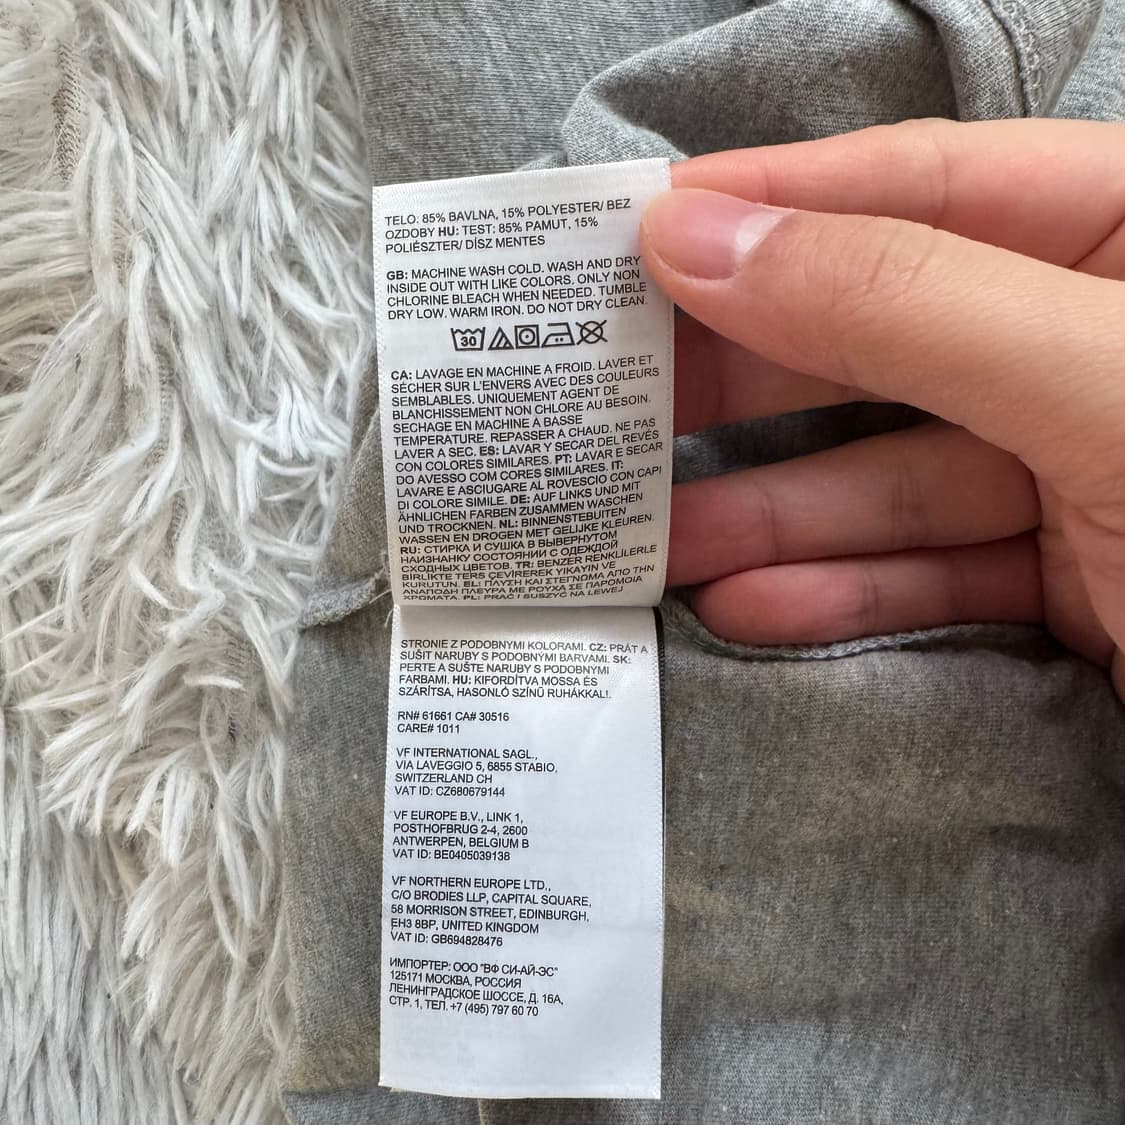 TELO: 85% BAVLNA, 15% POLYESTER/ BEZ
OZDOBY HU: TEST: 85% PAMUT, 15%
POLIÉSZTER/ DÍSZ MENTES
GB: MACHINE WASH COLD. WASH AND DRY
INSIDE OUT WITH LIKE COLORS. ONLY NON
CHLORINE BLEACH WHEN NEEDED. TUMBLE
DRY LOW. WARM IRON. DO NOT DRY CLEAN.
30
CA: LAVAGE EN MACHINE A FROID. LAVER ET
SÉCHER SUR L'ENVERS AVEC DES COULEURS
SEMBLABLES. UNIQUEMENT AGENT DE
BLANCHISSEMENT NON CHLORE AU BESOIN.
SECHAGE EN MACHINE A BASSE
TEMPERATURE. REPASSER A CHAUD. NE PAS
LAVER A SEC. ES: LAVAR Y SECAR DEL REVÉS
CON COLORES SIMILARES. PT: LAVAR E SECAR
DO AVESSO COM CORES SIMILARES. IT:
LAVARE E ASCIUGARE AL ROVESCIO CON CAPI
DI COLORE SIMILE. DE: AUF LINKS UND MIT
ÄHNLICHEN FARBEN ZUSAMMEN WASCHEN
UND TROCKNEN. NL: BINNENSTEBUITEN
WASSEN EN DROGEN MET GELIJKE KLEUREN.
RU: СТИРКА И СУШКА В ВЫВЕРНУТОМ
НАИЗНАНКУ СОСТОЯНИИ С ОДЕЖДОЙ
СХОДНЫХ ЦВЕТОВ. TR: BENZER RENKLİLERLE
BİRLİKTE TERS ÇEVİREREK YIKAYIN VE
KURUTUN. EL: ΠΛΥΣΗ ΚΑΙ ΣΤΕΓΝΩΜΑ ΑΠΟ ΤΗΝ
ΑΝΑΠΟΔΗ ΠΛΕΥΡΑ ΜΕ ΡΟΥΧΑ ΣΕ ΠΑΡΟΜΟΙΑ
ΧΡΩΜΑΤΑ. PL: PRAĆ I SUSZYĆ NA LEWEJ
STRONIE Z PODOBNYMI KOLORAMI. CZ: PRÁT A
SUŠIT NARUBY S PODOBNÝMI BARVAMI. SK:
PERTE A SUŠTE NARUBY S PODOBNÝMI
FARBAMI. HU: KIFORDÍTVA MOSSA ÉS
SZÁRÍTSA, HASONLÓ SZÍNŰ RUHÁKKAL!.
RN# 61661 CA# 30516
CARE# 1011
VF INTERNATIONAL SAGL.,
VIA LAVEGGIO 5, 6855 STABIO,
SWITZERLAND CH
VAT ID: CZ680679144
VF EUROPE B.V., LINK 1,
POSTHOFBRUG 2-4, 2600
ANTWERPEN, BELGIUM B
VAT ID: BE0405039138
VF NORTHERN EUROPE LTD.,
C/O BRODIES LLP, CAPITAL SQUARE,
58 MORRISON STREET, EDINBURGH,
EH3 8BP, UNITED KINGDOM
VAT ID: GB694828476
ИМПОРТЕР: ООО "ВФ СИ-АЙ-ЭС"
125171 МОСКВА, РОССИЯ
ЛЕНИНГРАДСКОЕ ШОССЕ, Д. 16А,
СТР. 1, ТЕЛ. +7 (495) 797 60 70